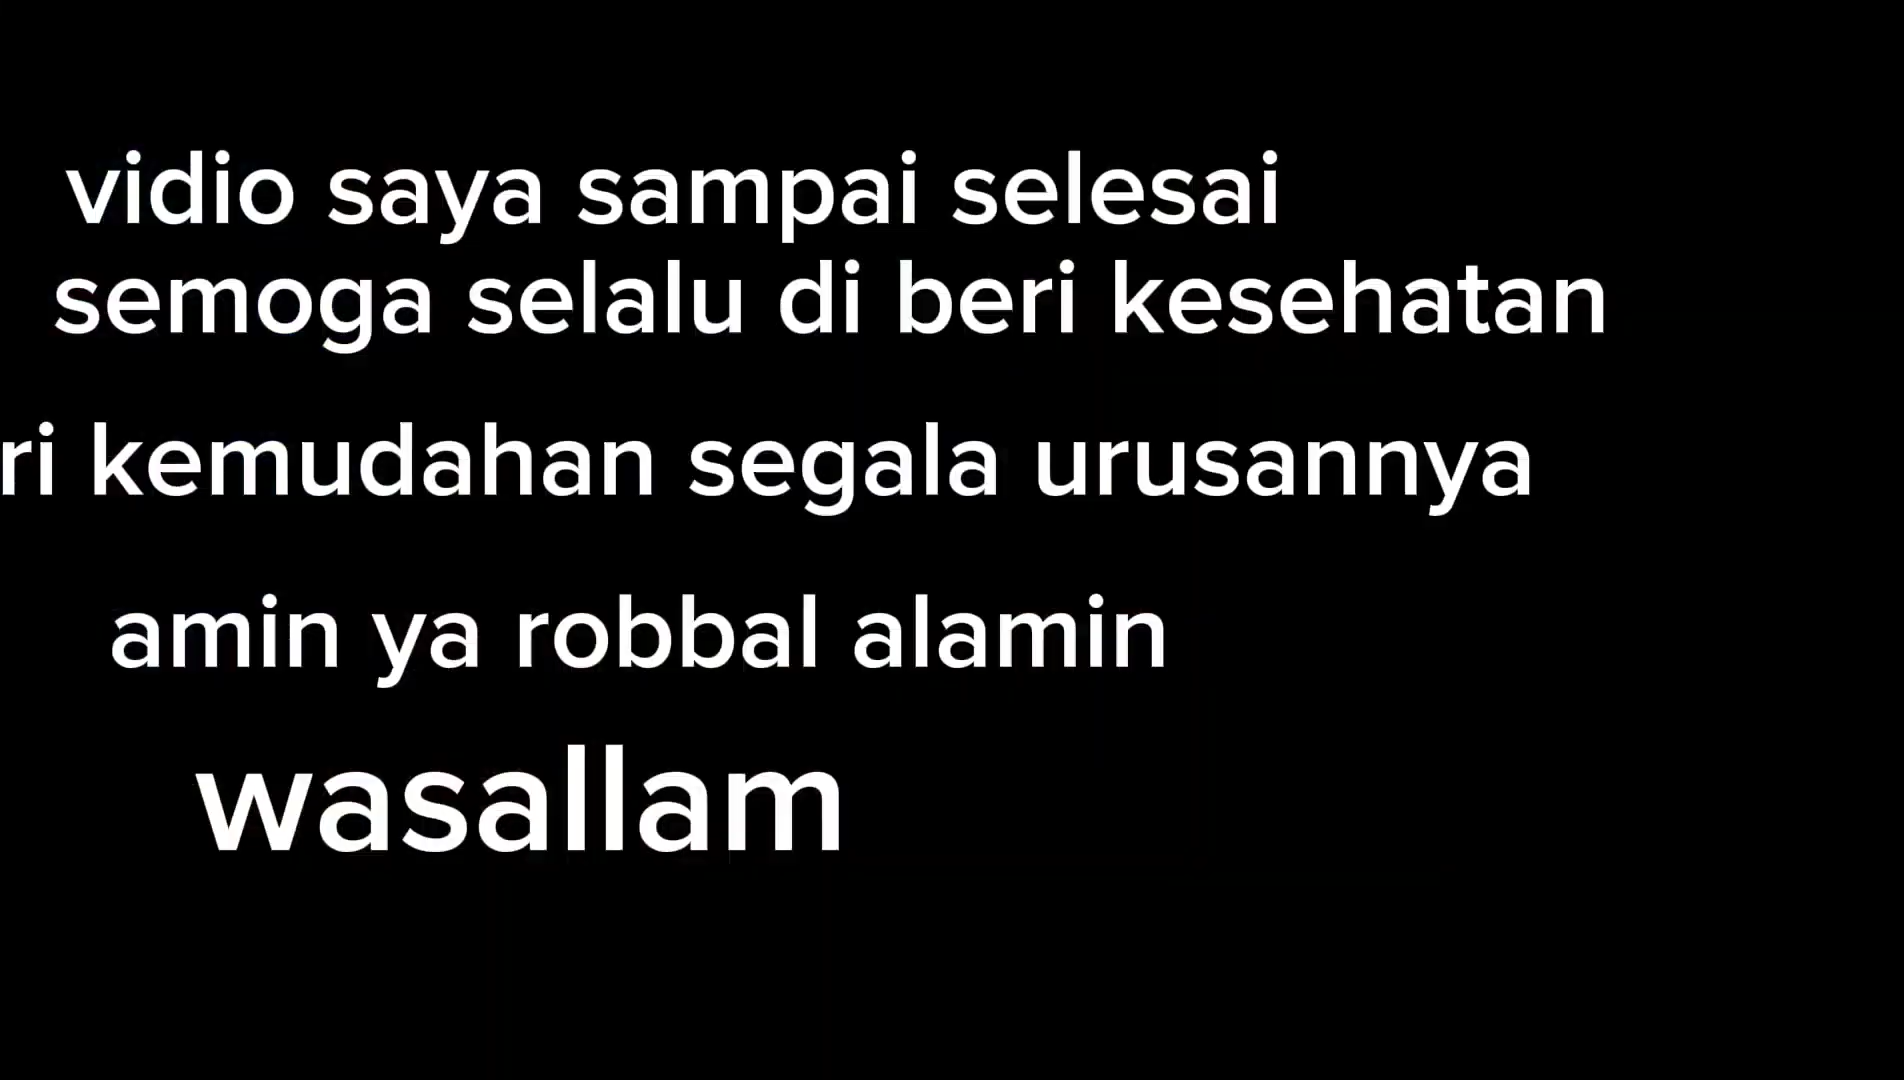 vidio saya sampai selesai
semoga selalu di beri kesehatan
ri kemudahan segala urusannya
amin ya robbal alamin
wasallam